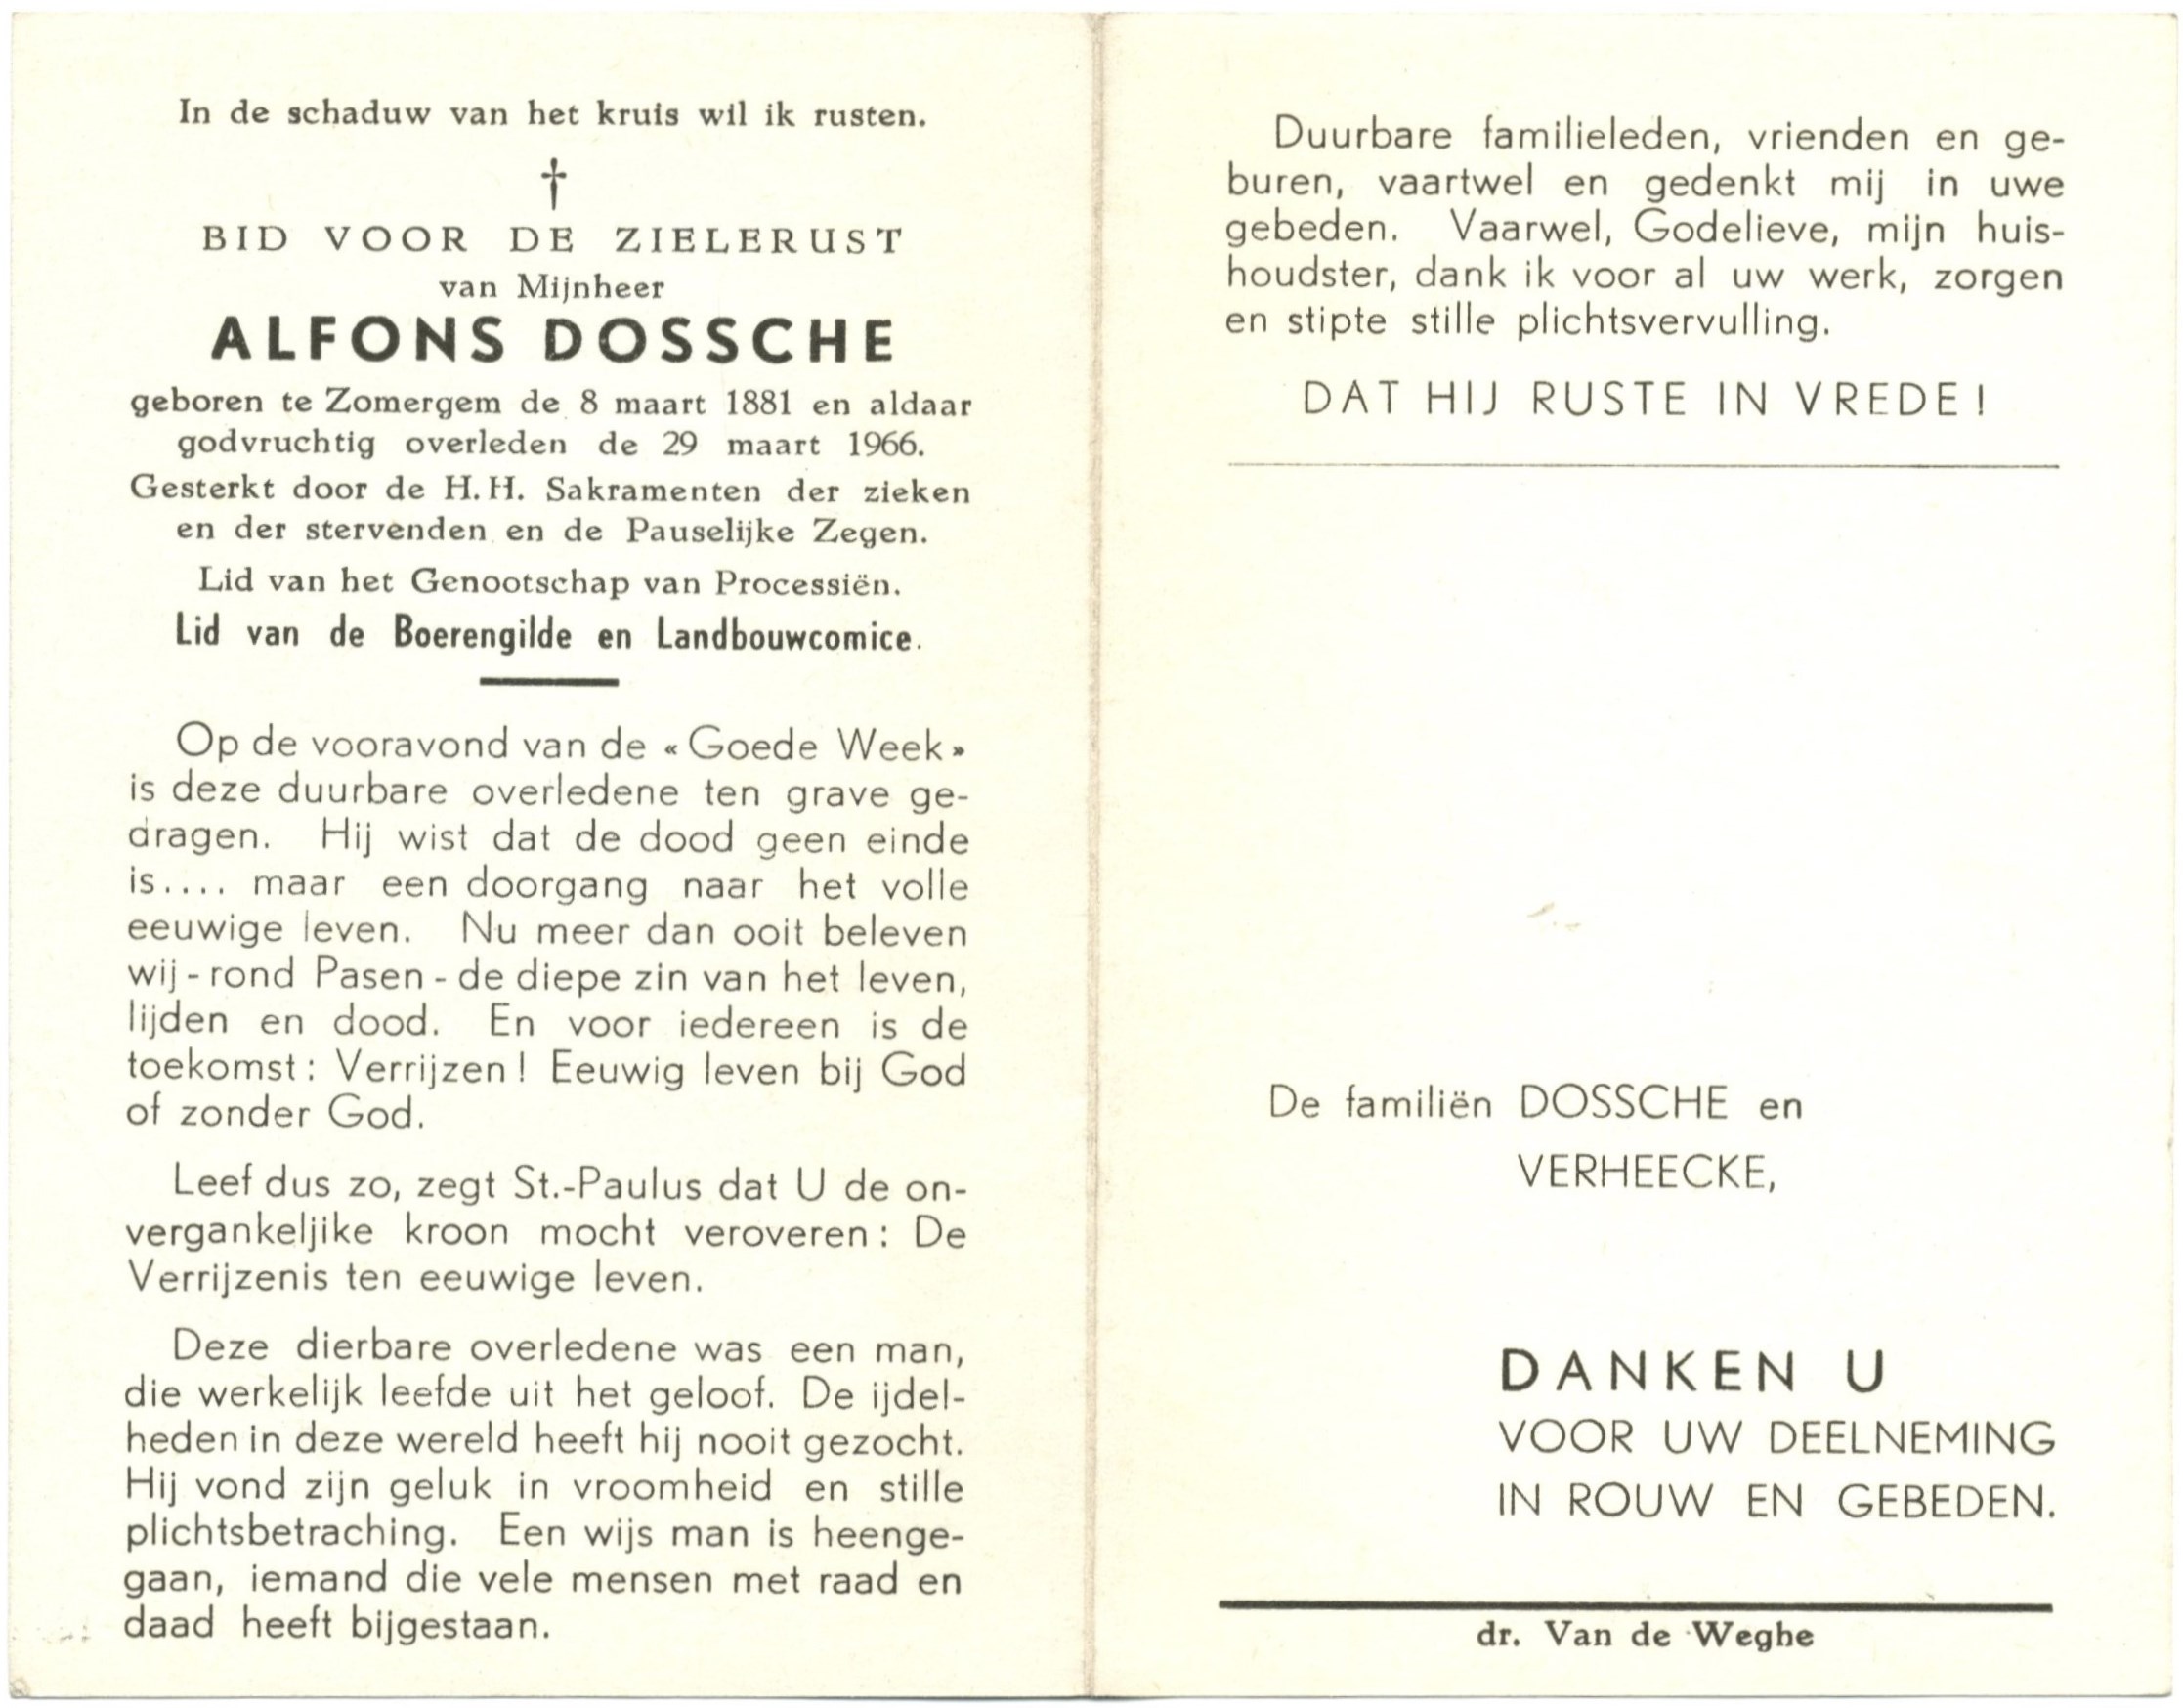 In de schaduw van het kruis wil ik rusten.
†
BID VOOR DE ZIELERUST
van Mijnheer
ALFONS DOSSCHE
geboren te Zomergem de 8 maart 1881 en aldaar
godvruchtig overleden de 29 maart 1966.
Gesterkt door de H.H. Sakramenten der zieken
en der stervenden en de Pauselijke Zegen.
Lid van het Genootschap van Processiën.
Lid van de Boerengilde en Landbouwcomice.
Op de vooravond van de « Goede Week »
is deze duurbare overledene ten grave ge-
dragen. Hij wist dat de dood geen einde
is.... maar een doorgang naar het volle
eeuwige leven. Nu meer dan ooit beleven
wij - rond Pasen - de diepe zin van het leven,
lijden en dood. En voor iedereen is de
toekomst : Verrijzen ! Eeuwig leven bij God
of zonder God.
Leef dus zo, zegt St.-Paulus dat U de on-
vergankeljike kroon mocht veroveren : De
Verrijzenis ten eeuwige leven.
Deze dierbare overledene was een man,
die werkelijk leefde uit het geloof. De ijdel-
heden in deze wereld heeft hij nooit gezocht.
Hij vond zijn geluk in vroomheid en stille
plichtsbetraching. Een wijs man is heenge-
gaan, iemand die vele mensen met raad en
daad heeft bijgestaan.
Duurbare familieleden, vrienden en ge-
buren, vaartwel en gedenkt mij in uwe
gebeden. Vaarwel, Godelieve, mijn huis-
houdster, dank ik voor al uw werk, zorgen
en stipte stille plichtsvervulling.
DAT HIJ RUSTE IN VREDE !
De familiën DOSSCHE en
VERHEECKE,
DANKEN U
VOOR UW DEELNEMING
IN ROUW EN GEBEDEN.
dr. Van de Weghe